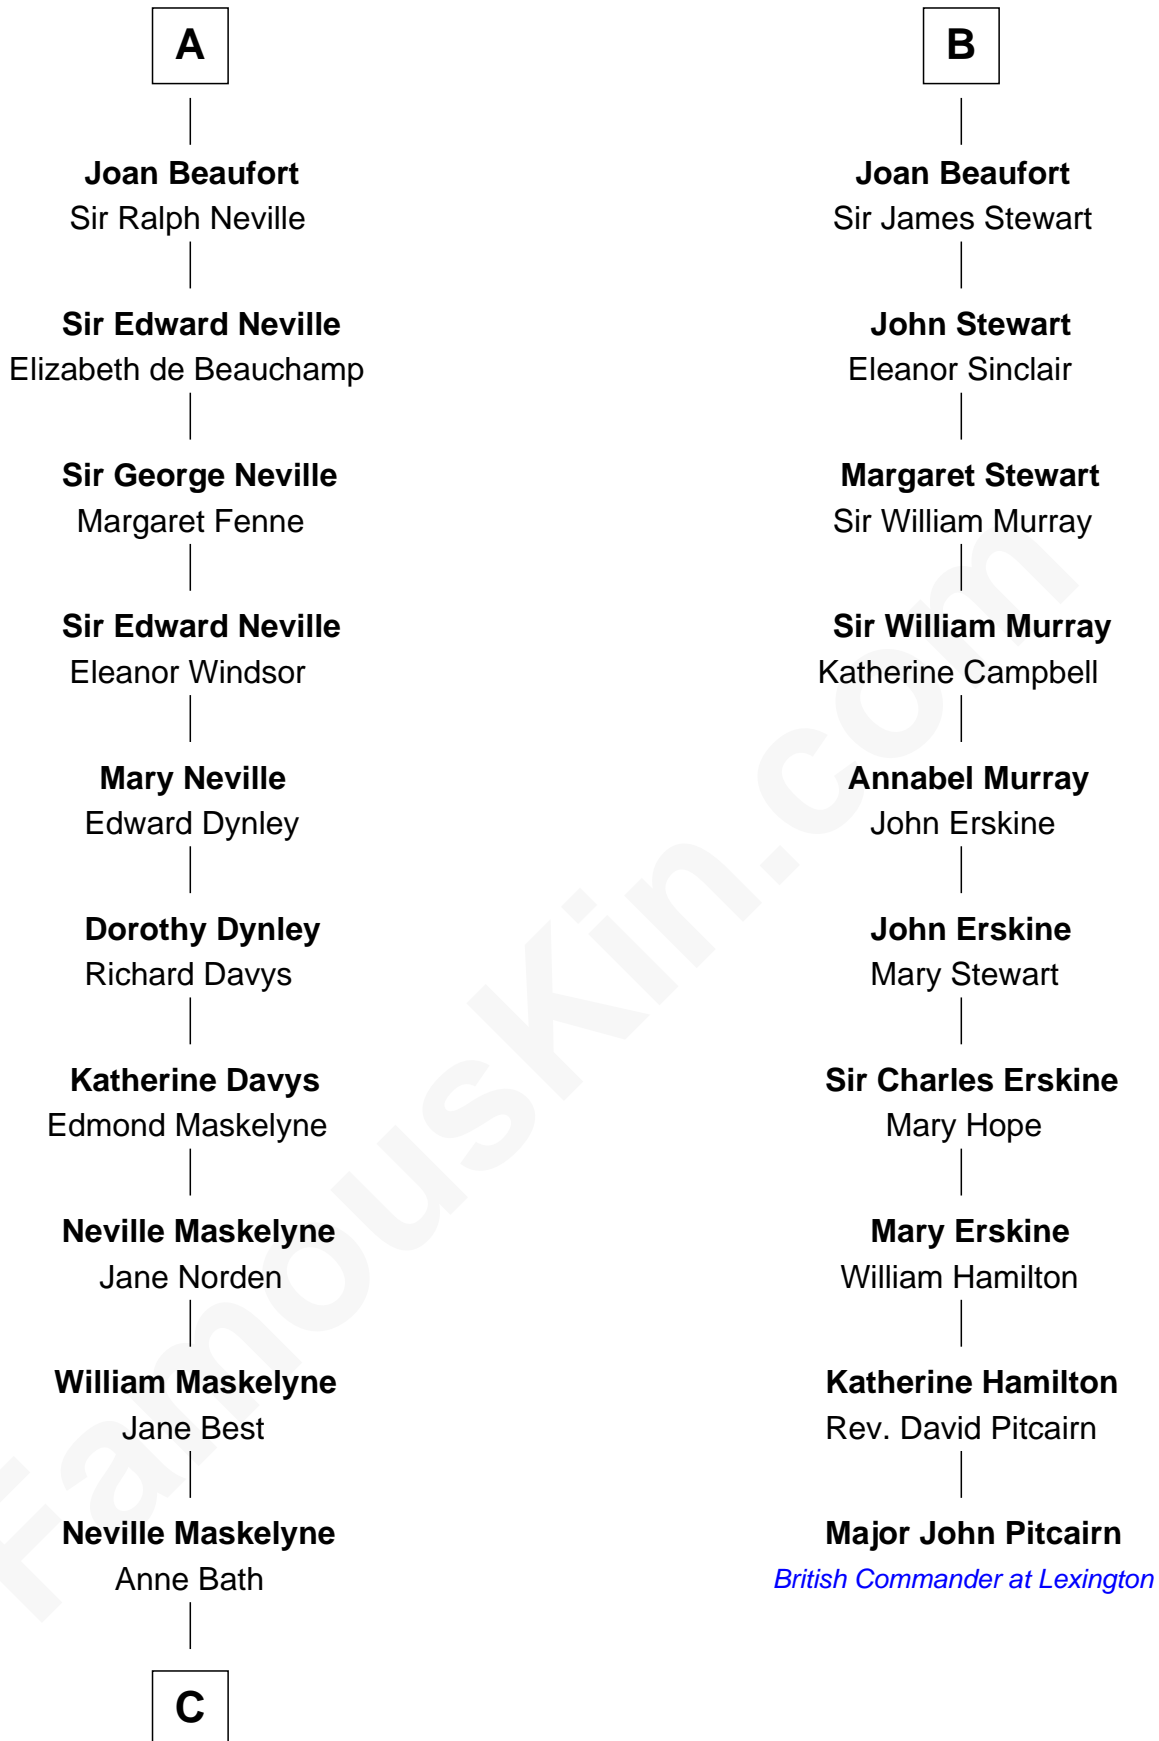 A
Joan Beaufort
Sir Ralph Neville
Sir Edward Neville
Elizabeth de Beauchamp
Sir George Neville
Margaret Fenne
Sir Edward Neville
Eleanor Windsor
Mary Neville
Edward Dynley
Dorothy Dynley
Richard Davys
Katherine Davys
Edmond Maskelyne
Neville Maskelyne
Jane Norden
William Maskelyne
Jane Best
Neville Maskelyne
Anne Bath
C
B
Joan Beaufort
Sir James Stewart
John Stewart
Eleanor Sinclair
Margaret Stewart
Sir William Murray
Sir William Murray
Katherine Campbell
Annabel Murray
John Erskine
John Erskine
Mary Stewart
Sir Charles Erskine
Mary Hope
Mary Erskine
William Hamilton
Katherine Hamilton
Rev. David Pitcairn
Major John Pitcairn
British Commander at Lexington
FamousKin.com